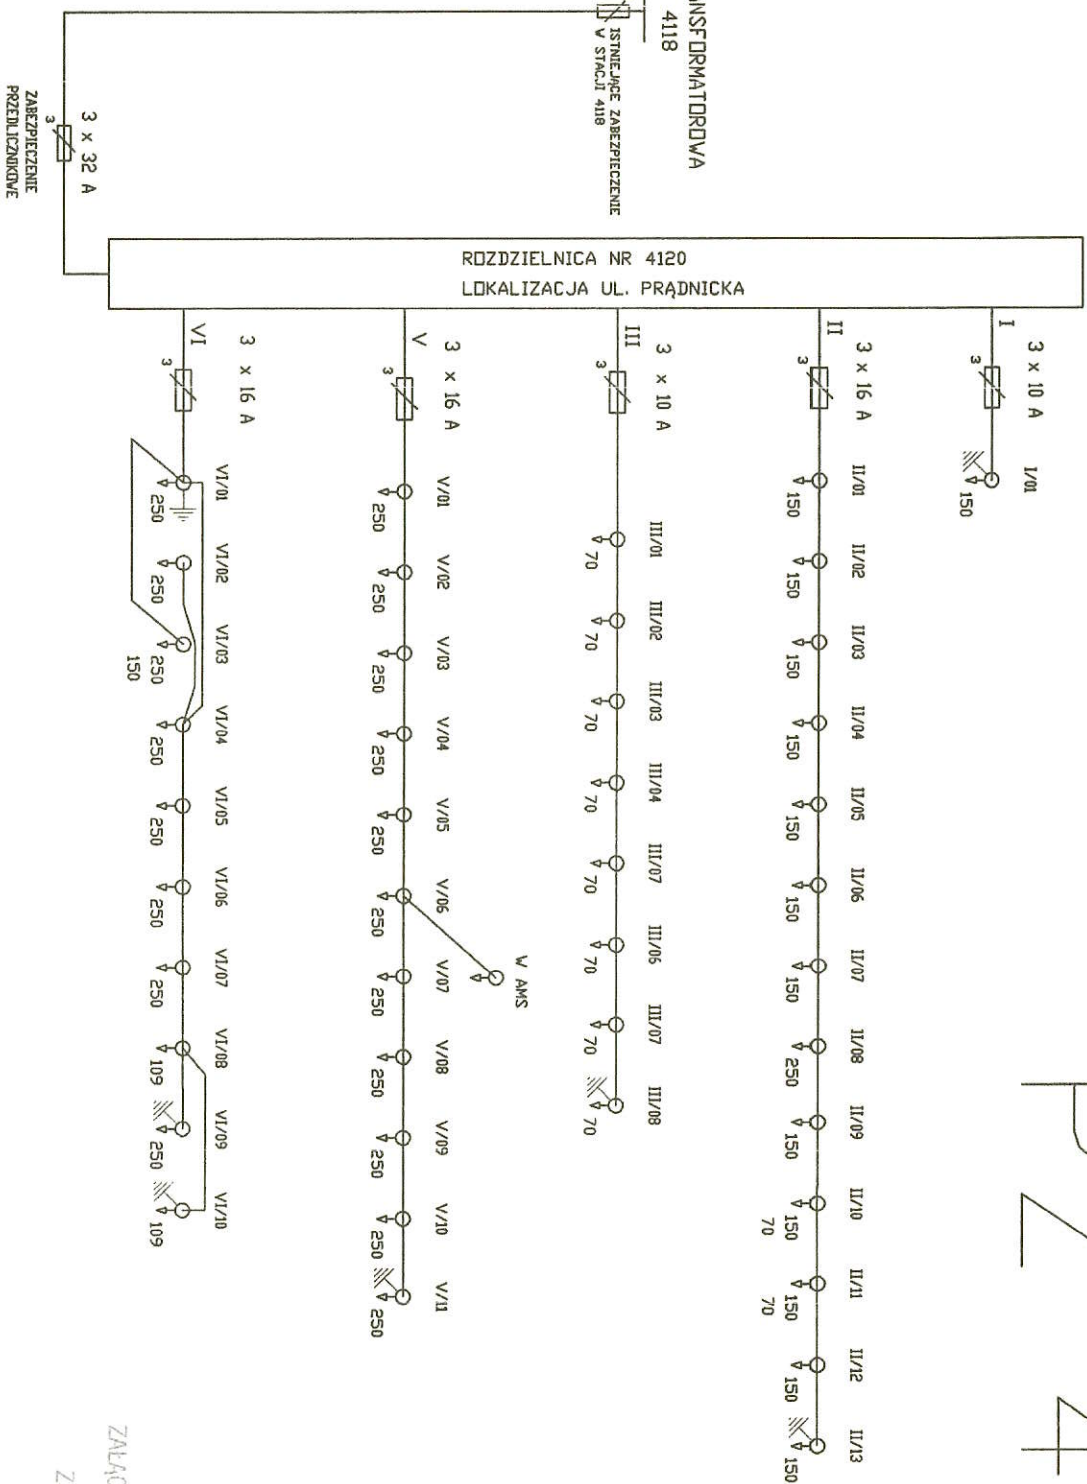 NSFORMATOROWA
4118
ISTNIEJĄCE ZABEZPIECZENIE
W STACJI 4118
3 x 32 A
3
ZABEZPIECZENIE
PRZEDLICZNIKOWE
ROZDZIELNICA NR 4120
LOKALIZACJA UL. PRĄDNICKA
I
3 x 10 A
3
I/01
150
II
3 x 16 A
3
II/01 II/02 II/03 II/04 II/05 II/06 II/07 II/08 II/09 II/10 II/11 II/12 II/13
150 150 150 150 150 150 150 250 150 150 150 150 150
70 70
III
3 x 10 A
3
III/01 III/02 III/03 III/04 III/07 III/06 III/07 III/08
70 70 70 70 70 70 70 70
W AMS
V
3 x 16 A
3
V/01 V/02 V/03 V/04 V/05 V/06 V/07 V/08 V/09 V/10 V/11
250 250 250 250 250 250 250 250 250 250 250
VI
3 x 16 A
3
VI/01 VI/02 VI/03 VI/04 VI/05 VI/06 VI/07 VI/08 VI/09 VI/10
250 250 250 250 250 250 250 109 250 109
150